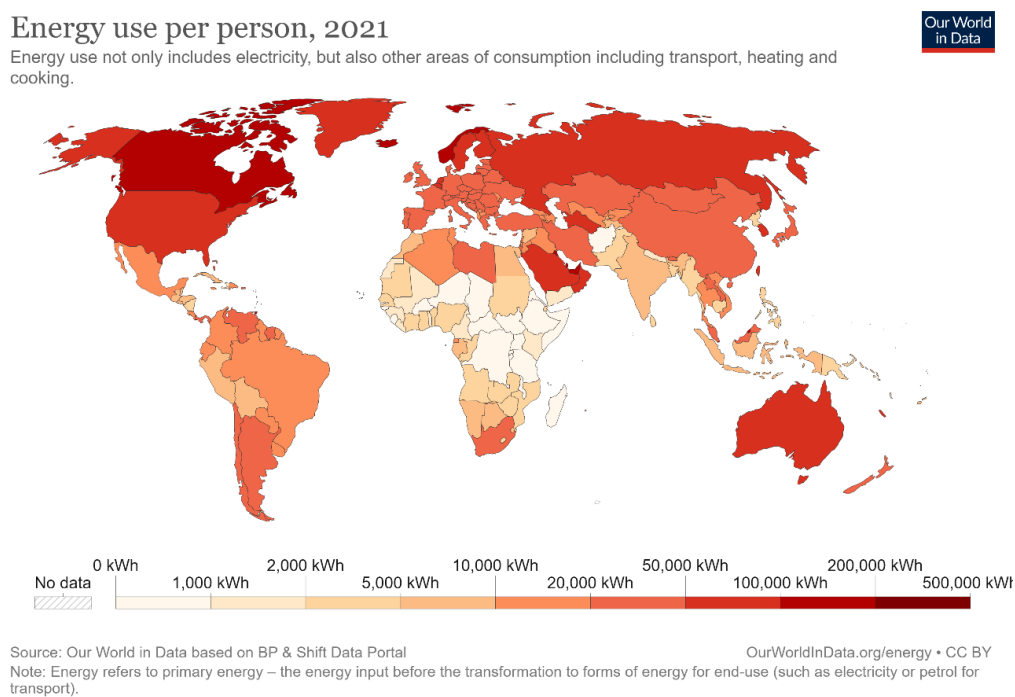 Energy use per person, 2021
Our World
in Data
Energy use not only includes electricity, but also other areas of consumption including transport, heating and
cooking.
0 kWh
2,000 kWh
10,000 kWh
50,000 kWh
200,000 kWh
No data
1,000 kWh
5,000 kWh
20,000 kWh
100,000 kWh
500,000 kWh
Source: Our World in Data based on BP & Shift Data Portal
OurWorldInData.org/energy • CC BY
Note: Energy refers to primary energy – the energy input before the transformation to forms of energy for end-use (such as electricity or petrol for
transport).